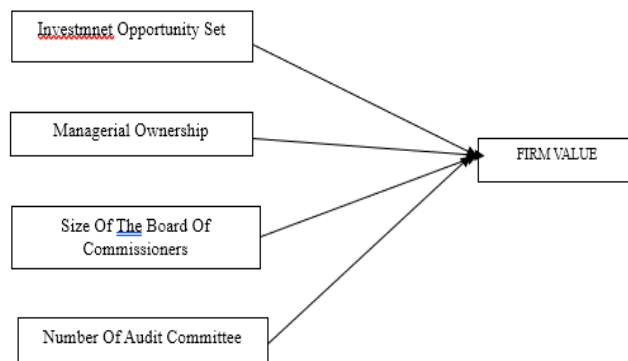 Investmnet Opportunity Set
Managerial Ownership
FIRM VALUE
Size Of The Board Of
Commissioners
Number Of Audit Committee